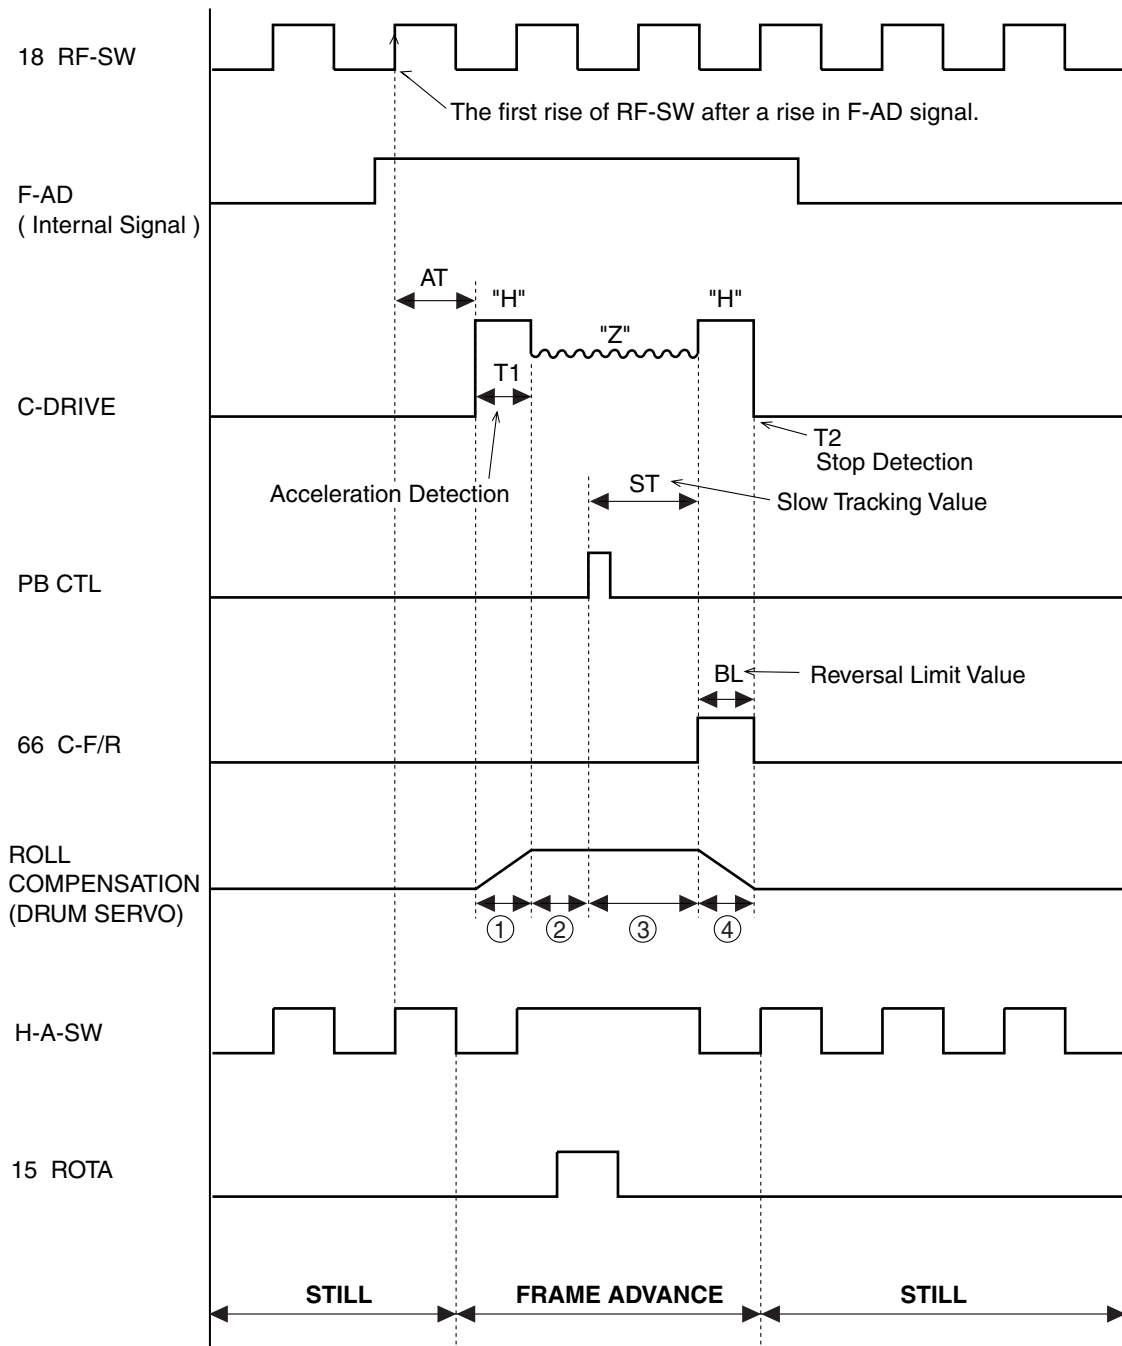 18 RF-SW
The first rise of RF-SW after a rise in F-AD signal.
F-AD
( Internal Signal )
AT
"H"
"H"
"Z"
T1
C-DRIVE
T2
Stop Detection
ST
Acceleration Detection
Slow Tracking Value
PB CTL
BL
Reversal Limit Value
66 C-F/R
ROLL
COMPENSATION
(DRUM SERVO)
① ② ③ ④
H-A-SW
15 ROTA
STILL FRAME ADVANCE STILL